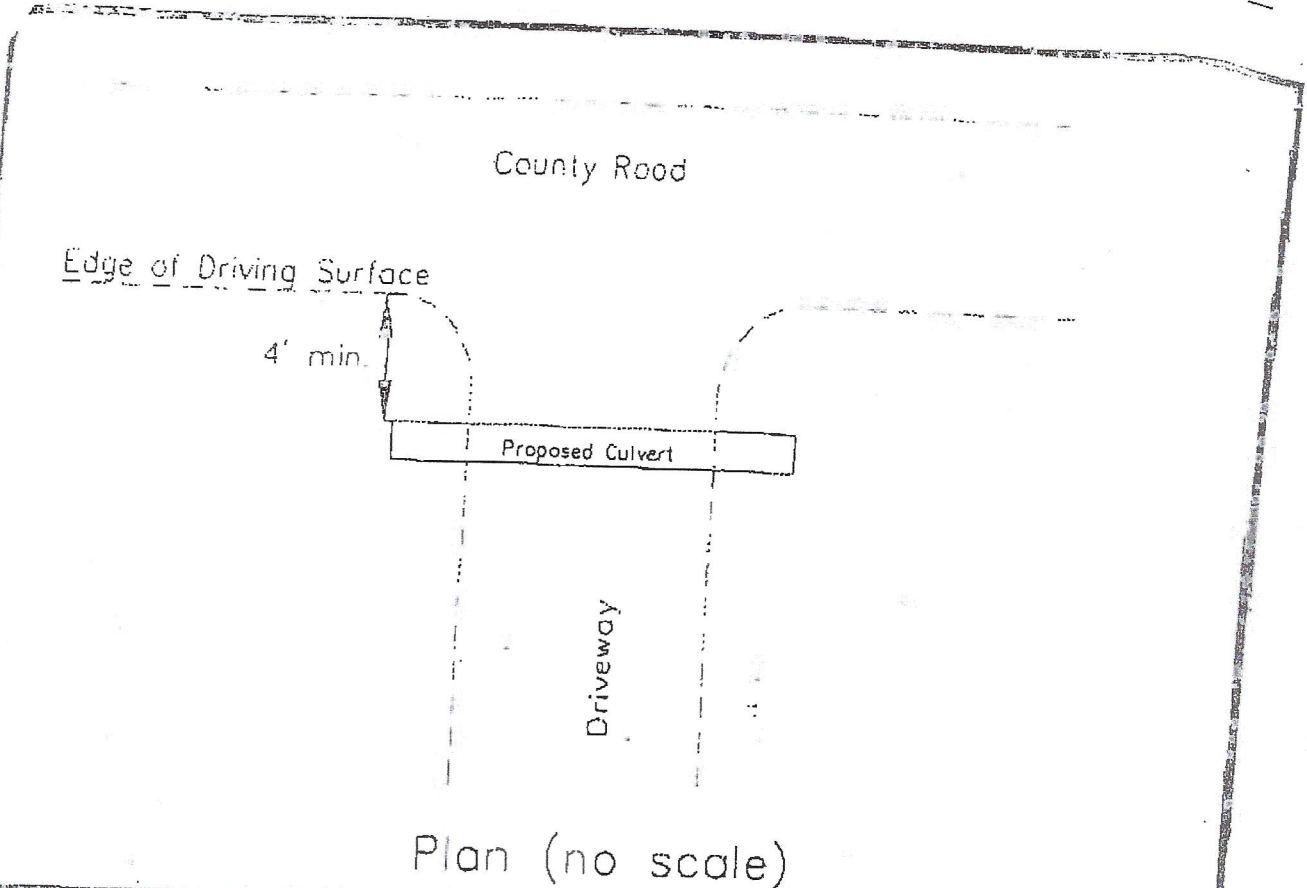 County Road
Edge of Driving Surface
4' min.
Proposed Culvert
Driveway
Plan (no scale)